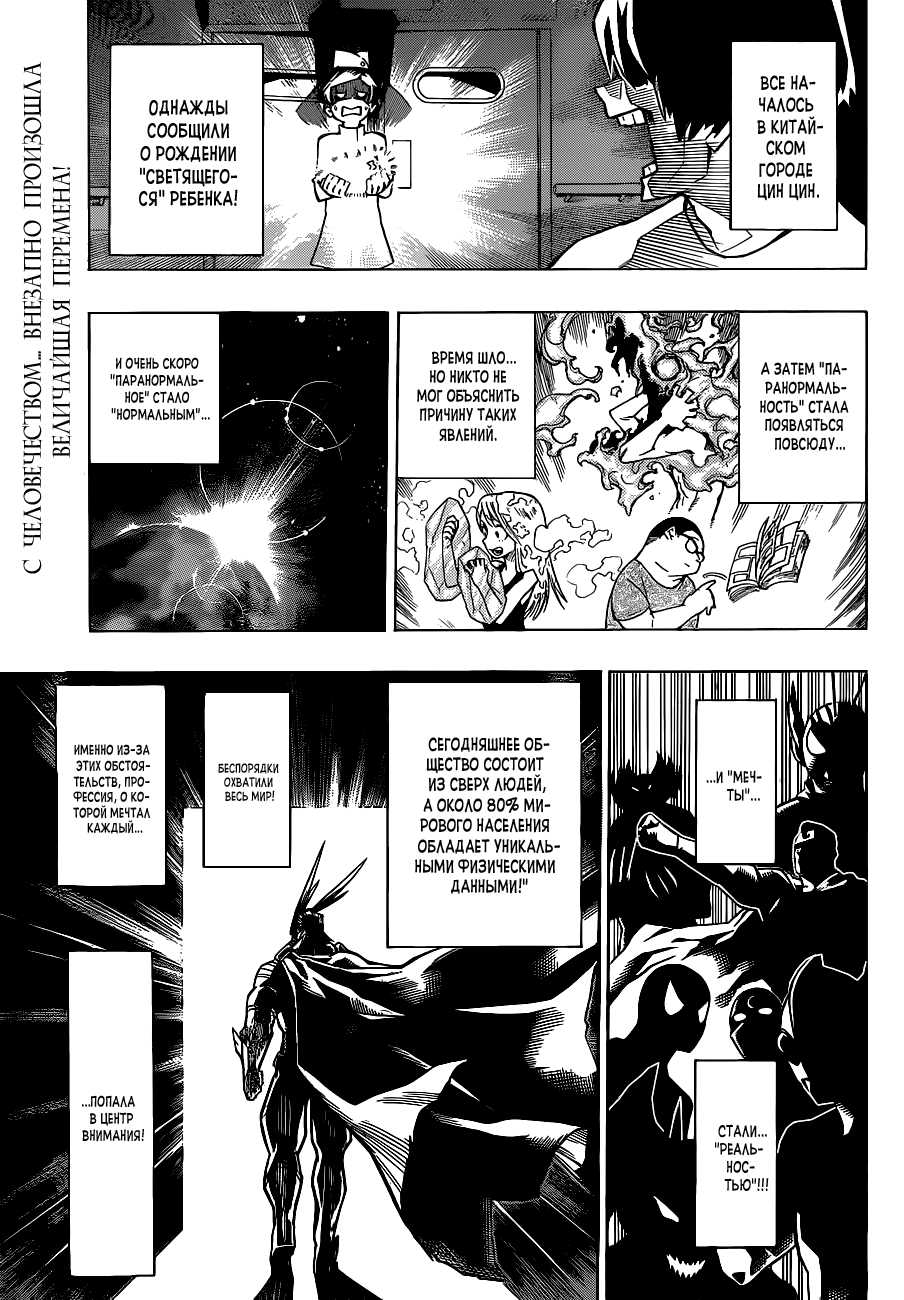 С ЧЕЛОВЕЧЕСТВОМ... ВНЕЗАПНО ПРОИЗОШЛА
ВЕЛИЧАЙШАЯ ПЕРЕМЕНА!
ВСЕ НА-
ЧАЛОСЬ
В КИТАЙ-
СКОМ
ГОРОДЕ
ЦИН ЦИН.
ОДНАЖДЫ
СООБЩИЛИ
О РОЖДЕНИИ
"СВЕТЯЩЕГО-
СЯ" РЕБЕНКА!
А ЗАТЕМ "ПА-
РАНОРМАЛЬ-
НОСТЬ" СТАЛА
ПОЯВЛЯТЬСЯ
ПОВСЮДУ...
ВРЕМЯ ШЛО...
НО НИКТО НЕ
МОГ ОБЪЯСНИТЬ
ПРИЧИНУ ТАКИХ
ЯВЛЕНИЙ.
И ОЧЕНЬ СКОРО
"ПАРАНОРМАЛЬ-
НОЕ" СТАЛО
"НОРМАЛЬНЫМ"...
...И "МЕЧ-
ТЫ"...
СТАЛИ...
"РЕАЛЬ-
НОС-
ТЬЮ"!!!
СЕГОДНЯШНЕЕ ОБ-
ЩЕСТВО СОСТОИТ
ИЗ СВЕРХ ЛЮДЕЙ,
А ОКОЛО 80% МИ-
РОВОГО НАСЕЛЕНИЯ
ОБЛАДАЕТ УНИКАЛЬ-
НЫМИ ФИЗИЧЕСКИМИ
ДАННЫМИ!"
БЕСПОРЯДКИ
ОХВАТИЛИ
ВЕСЬ МИР!
ИМЕННО ИЗ-ЗА
ЭТИХ ОБСТОЯ-
ТЕЛЬСТВ, ПРО-
ФЕССИЯ, О КО-
ТОРОЙ МЕЧТАЛ
КАЖДЫЙ...
...ПОПАЛА
В ЦЕНТР
ВНИМАНИЯ!